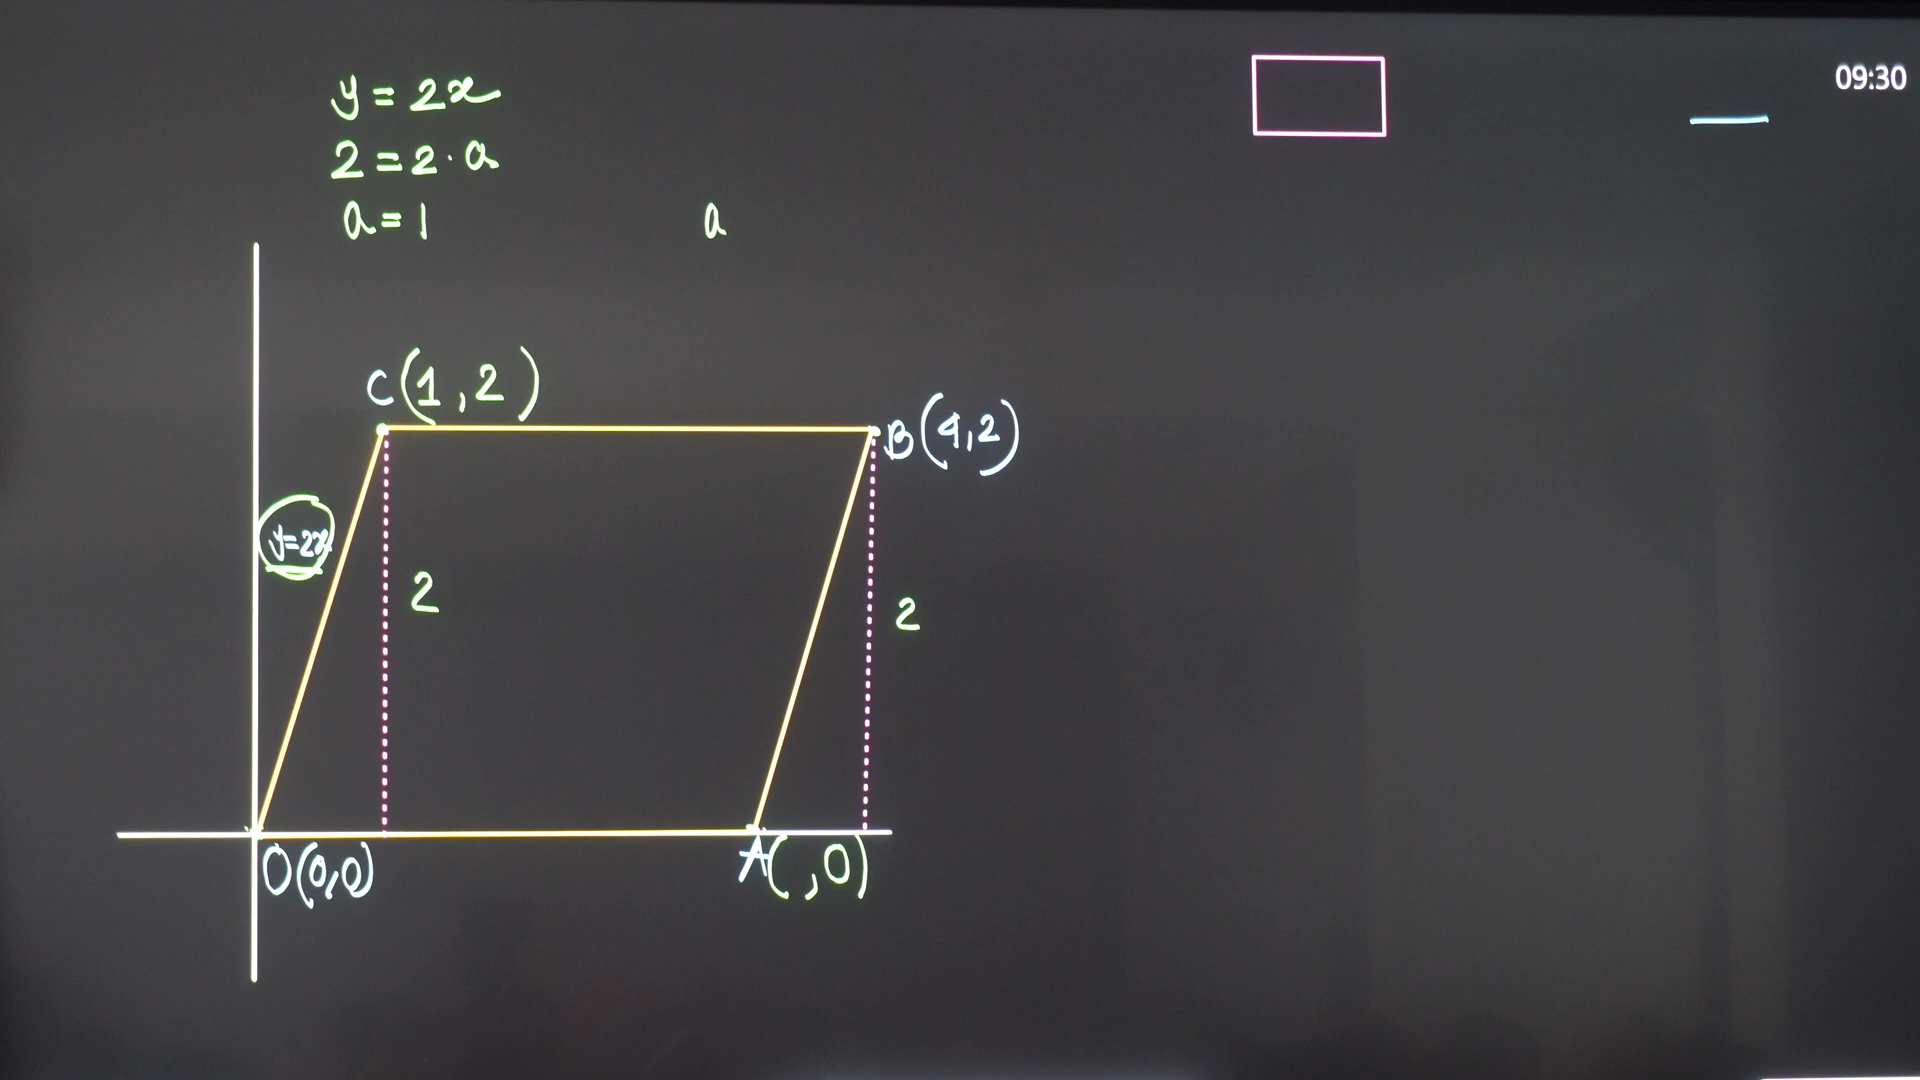 09:30
y = 2x
2 = 2 · a
a = 1
a
C(1,2)
B(4,2)
y=2x
2
2
O(0,0)
A( ,0)